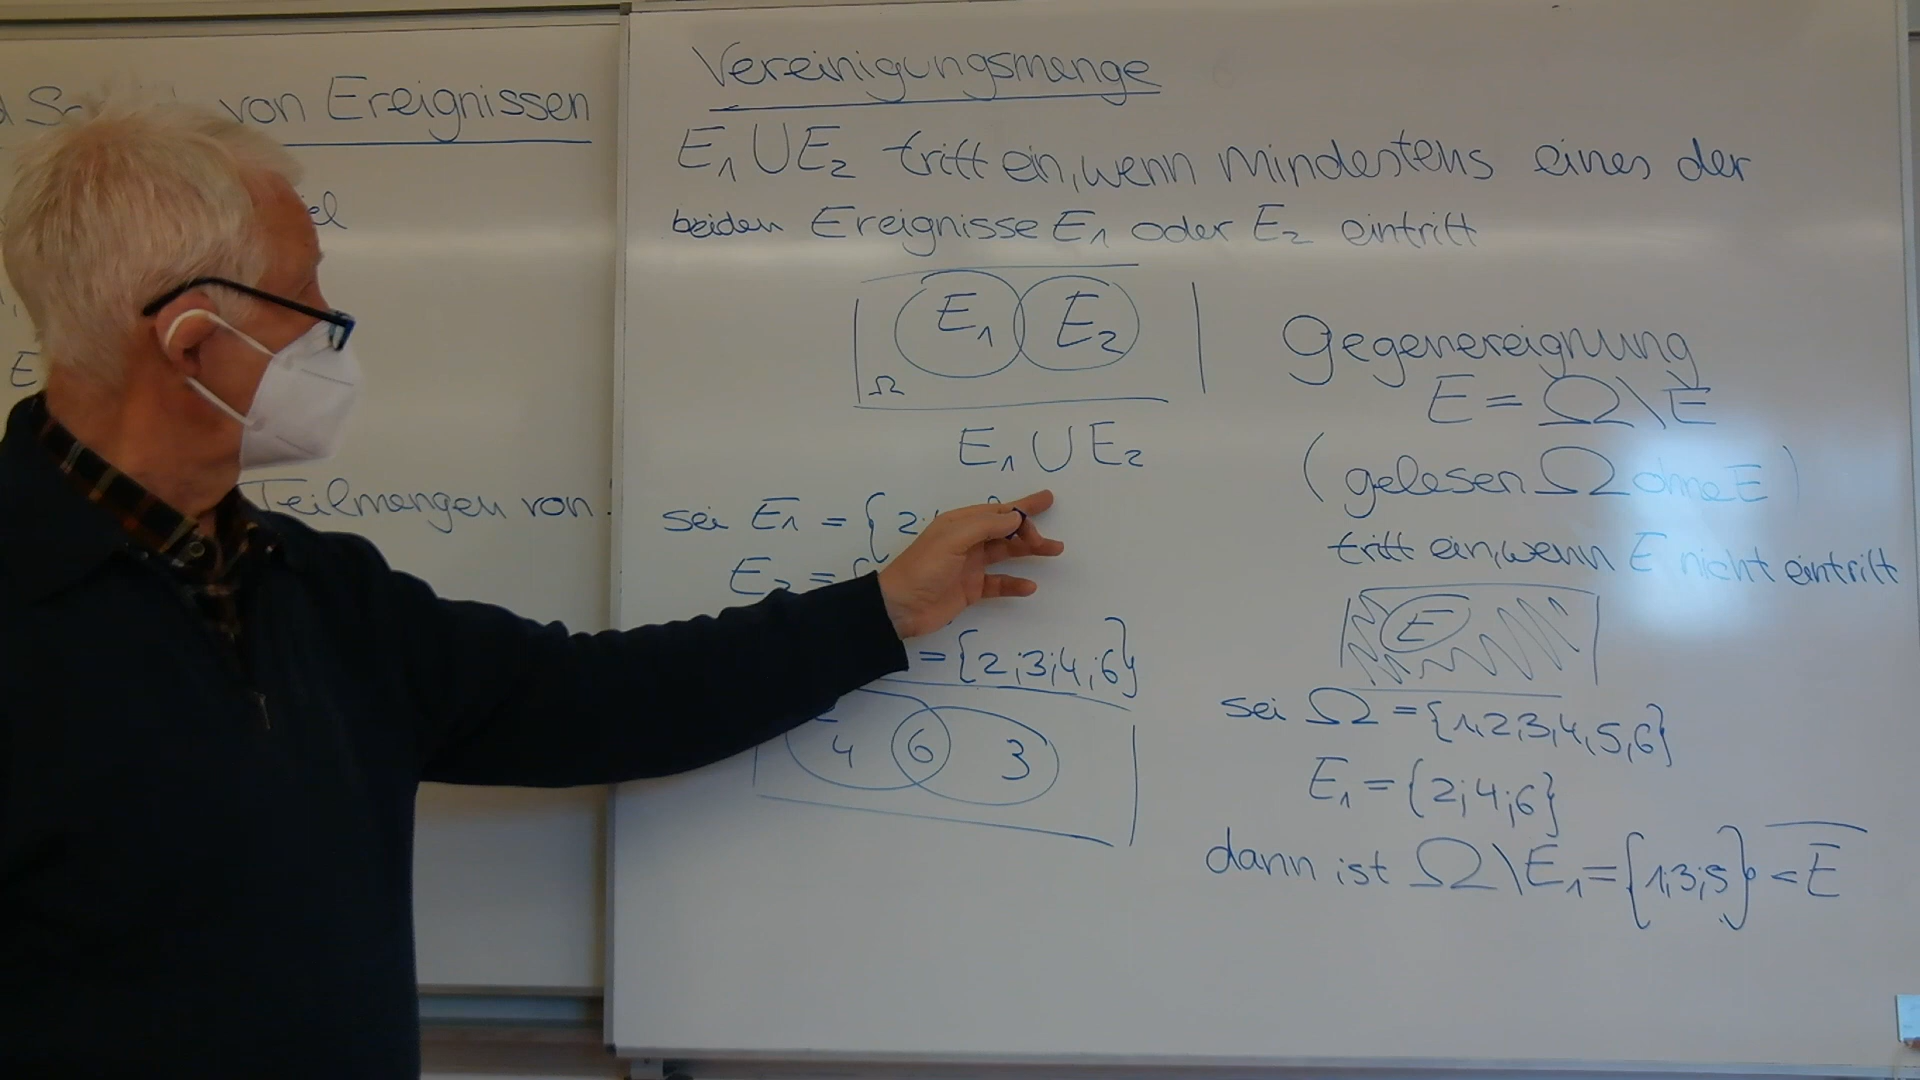 von Ereignissen
Teilmengen von
Vereinigungsmenge
E₁ ∪ E₂ tritt ein, wenn mindestens eines der
beiden Ereignisse E₁ oder E₂ eintritt
E₁ E₂
Ω
E₁ ∪ E₂
sei E₁ = {2;
E₂ = {
= {2;3;4;6}
4 6 3
Gegenereignung
E = Ω\E
(gelesen Ω ohne E)
tritt ein, wenn E nicht eintritt
E
sei Ω = {1,2,3,4,5,6}
E₁ = {2;4;6}
dann ist Ω\E₁ = {1;3;5} = E̅